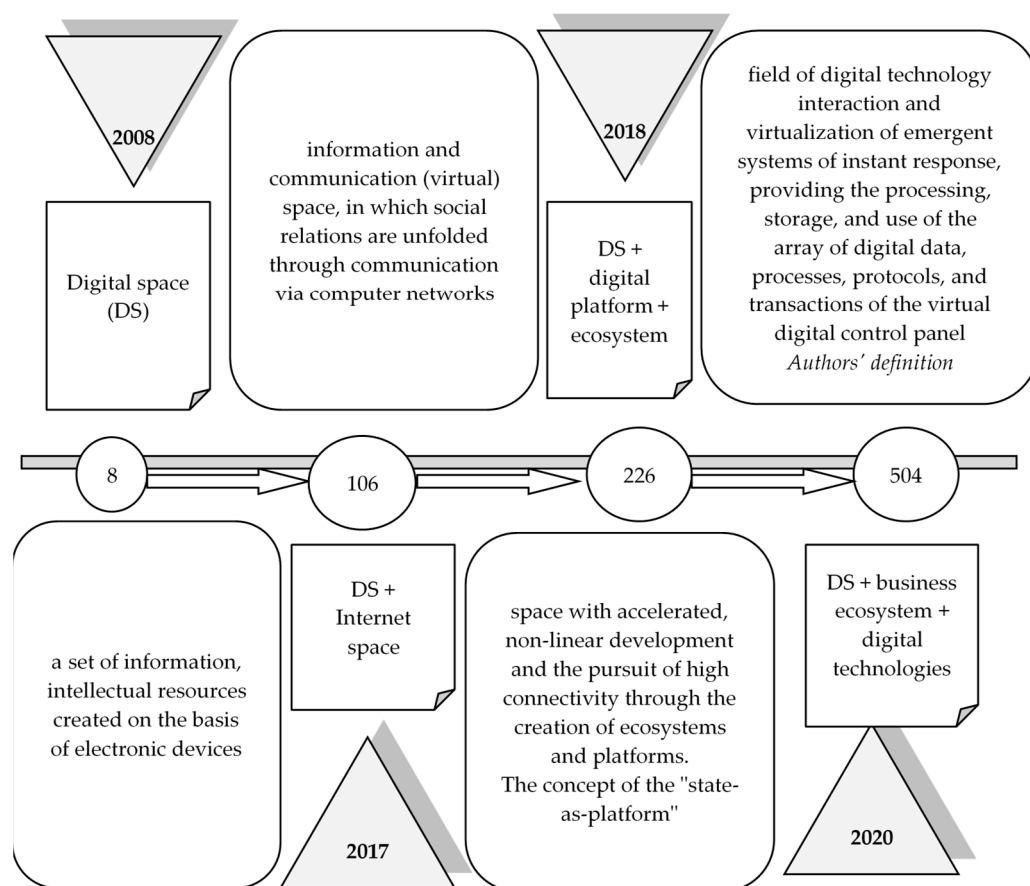 2008
Digital space
(DS)
information and
communication (virtual)
space, in which social
relations are unfolded
through communication
via computer networks
2018
DS +
digital
platform +
ecosystem
field of digital technology
interaction and
virtualization of emergent
systems of instant response,
providing the processing,
storage, and use of the
array of digital data,
processes, protocols, and
transactions of the virtual
digital control panel
Authors' definition
8
106
226
504
a set of information,
intellectual resources
created on the basis
of electronic devices
DS +
Internet
space
2017
space with accelerated,
non-linear development
and the pursuit of high
connectivity through the
creation of ecosystems
and platforms.
The concept of the "state-
as-platform"
DS + business
ecosystem +
digital
technologies
2020